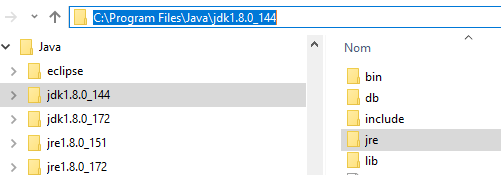 C:\Program Files\Java\jdk1.8.0_144
Java
eclipse
jdk1.8.0_144
jdk1.8.0_172
jre1.8.0_151
jre1.8.0_172
Nom
bin
db
include
jre
lib